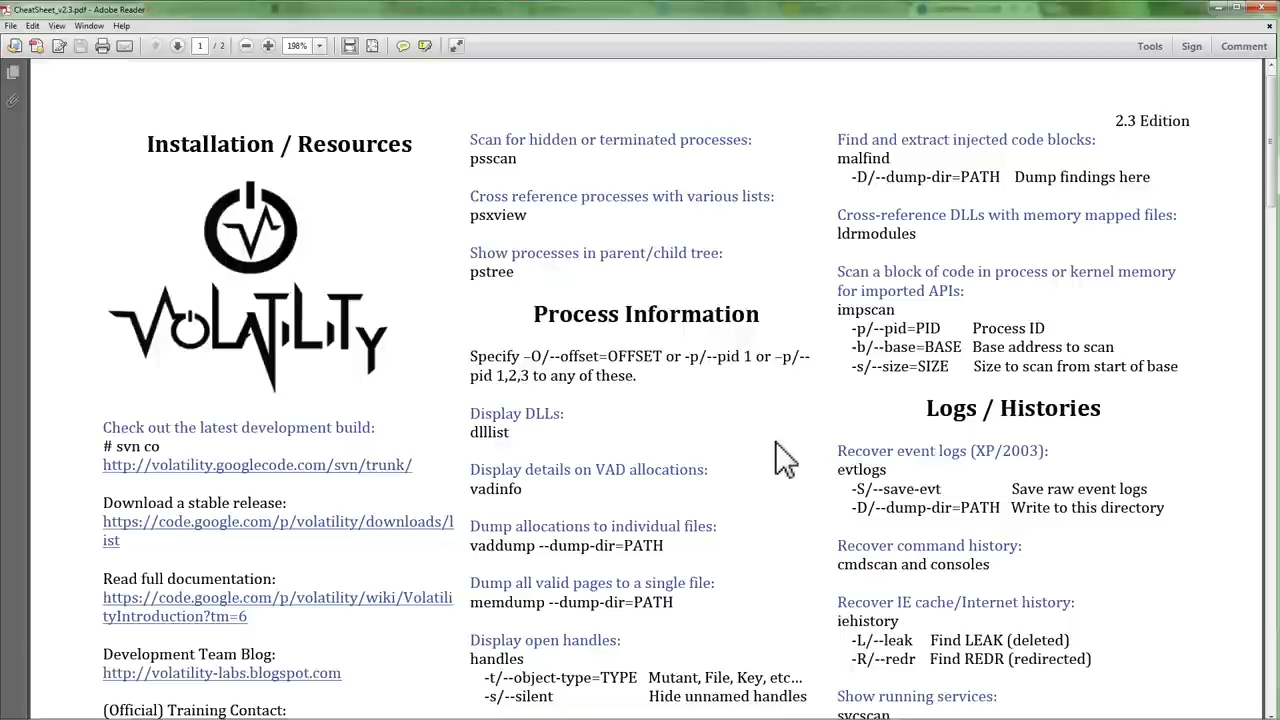 CheatSheet_v2.3.pdf - Adobe Reader
File Edit View Window Help
1 / 2 198% Tools Sign Comment
2.3 Edition
Installation / Resources
VOLATILITY
Check out the latest development build:
# svn co
http://volatility.googlecode.com/svn/trunk/
Download a stable release:
https://code.google.com/p/volatility/downloads/l
ist
Read full documentation:
https://code.google.com/p/volatility/wiki/Volatili
tyIntroduction?tm=6
Development Team Blog:
http://volatility-labs.blogspot.com
(Official) Training Contact:
Scan for hidden or terminated processes:
psscan
Cross reference processes with various lists:
psxview
Show processes in parent/child tree:
pstree
Process Information
Specify –O/--offset=OFFSET or -p/--pid 1 or –p/--
pid 1,2,3 to any of these.
Display DLLs:
dlllist
Display details on VAD allocations:
vadinfo
Dump allocations to individual files:
vaddump --dump-dir=PATH
Dump all valid pages to a single file:
memdump --dump-dir=PATH
Display open handles:
handles
-t/--object-type=TYPE Mutant, File, Key, etc…
-s/--silent Hide unnamed handles
Find and extract injected code blocks:
malfind
-D/--dump-dir=PATH Dump findings here
Cross-reference DLLs with memory mapped files:
ldrmodules
Scan a block of code in process or kernel memory
for imported APIs:
impscan
-p/--pid=PID Process ID
-b/--base=BASE Base address to scan
-s/--size=SIZE Size to scan from start of base
Logs / Histories
Recover event logs (XP/2003):
evtlogs
-S/--save-evt Save raw event logs
-D/--dump-dir=PATH Write to this directory
Recover command history:
cmdscan and consoles
Recover IE cache/Internet history:
iehistory
-L/--leak Find LEAK (deleted)
-R/--redr Find REDR (redirected)
Show running services:
svcscan